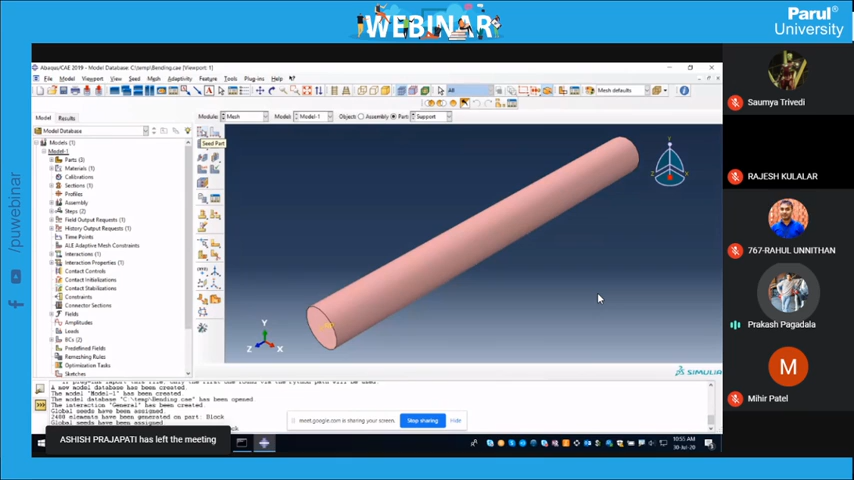 WEBINAR
Parul®
University
/puwebinar
Abaqus/CAE 2019 - Model Database: C:\temp\Bending.cae [Viewport: 1]
File Model Viewport View Seed Mesh Adaptivity Feature Tools Plug-ins Help
All
Mesh defaults
Model Results
Module: Mesh Model: Model-1 Object: Assembly Part: Support
Model Database
Seed Part
Models (1)
Model-1
Parts (3)
Materials (1)
Calibrations
Sections (1)
Profiles
Assembly
Steps (2)
Field Output Requests (1)
History Output Requests (1)
Time Points
ALE Adaptive Mesh Constraints
Interactions (1)
Interaction Properties (1)
Contact Controls
Contact Initializations
Contact Stabilizations
Constraints
Connector Sections
Fields
Amplitudes
Loads
BCs (2)
Predefined Fields
Remeshing Rules
Optimization Tasks
Sketches
Y
Z
X
Y
Z
X
SIMULIA
A new model database has been created.
The model "Model-1" has been created.
The model database "C:\temp\Bending.cae" has been opened.
The interaction "General" has been created.
Global seeds have been assigned.
2400 elements have been generated on part: Block
Global seeds have been assigned.
ASHISH PRAJAPATI has left the meeting
meet.google.com is sharing your screen.
Stop sharing
Hide
10:55 AM
30-Jul-20
Saumya Trivedi
RAJESH KULALAR
767-RAHUL UNNITHAN
Prakash Pagadala
M
Mihir Patel